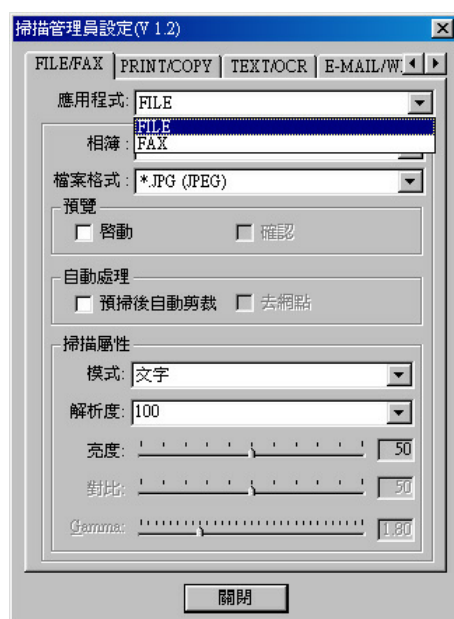 掃描管理員設定(V 1.2)
FILE/FAX PRINT/COPY TEXT/OCR E-MAIL/W
應用程式: FILE
FILE
相簿 : FAX
檔案格式 : *.JPG (JPEG)
預覽
啓動 確認
自動處理
預掃後自動剪裁 去網點
掃描屬性
模式: 文字
解析度: 100
亮度: 50
對比: 50
Gamma: 1.80
關閉